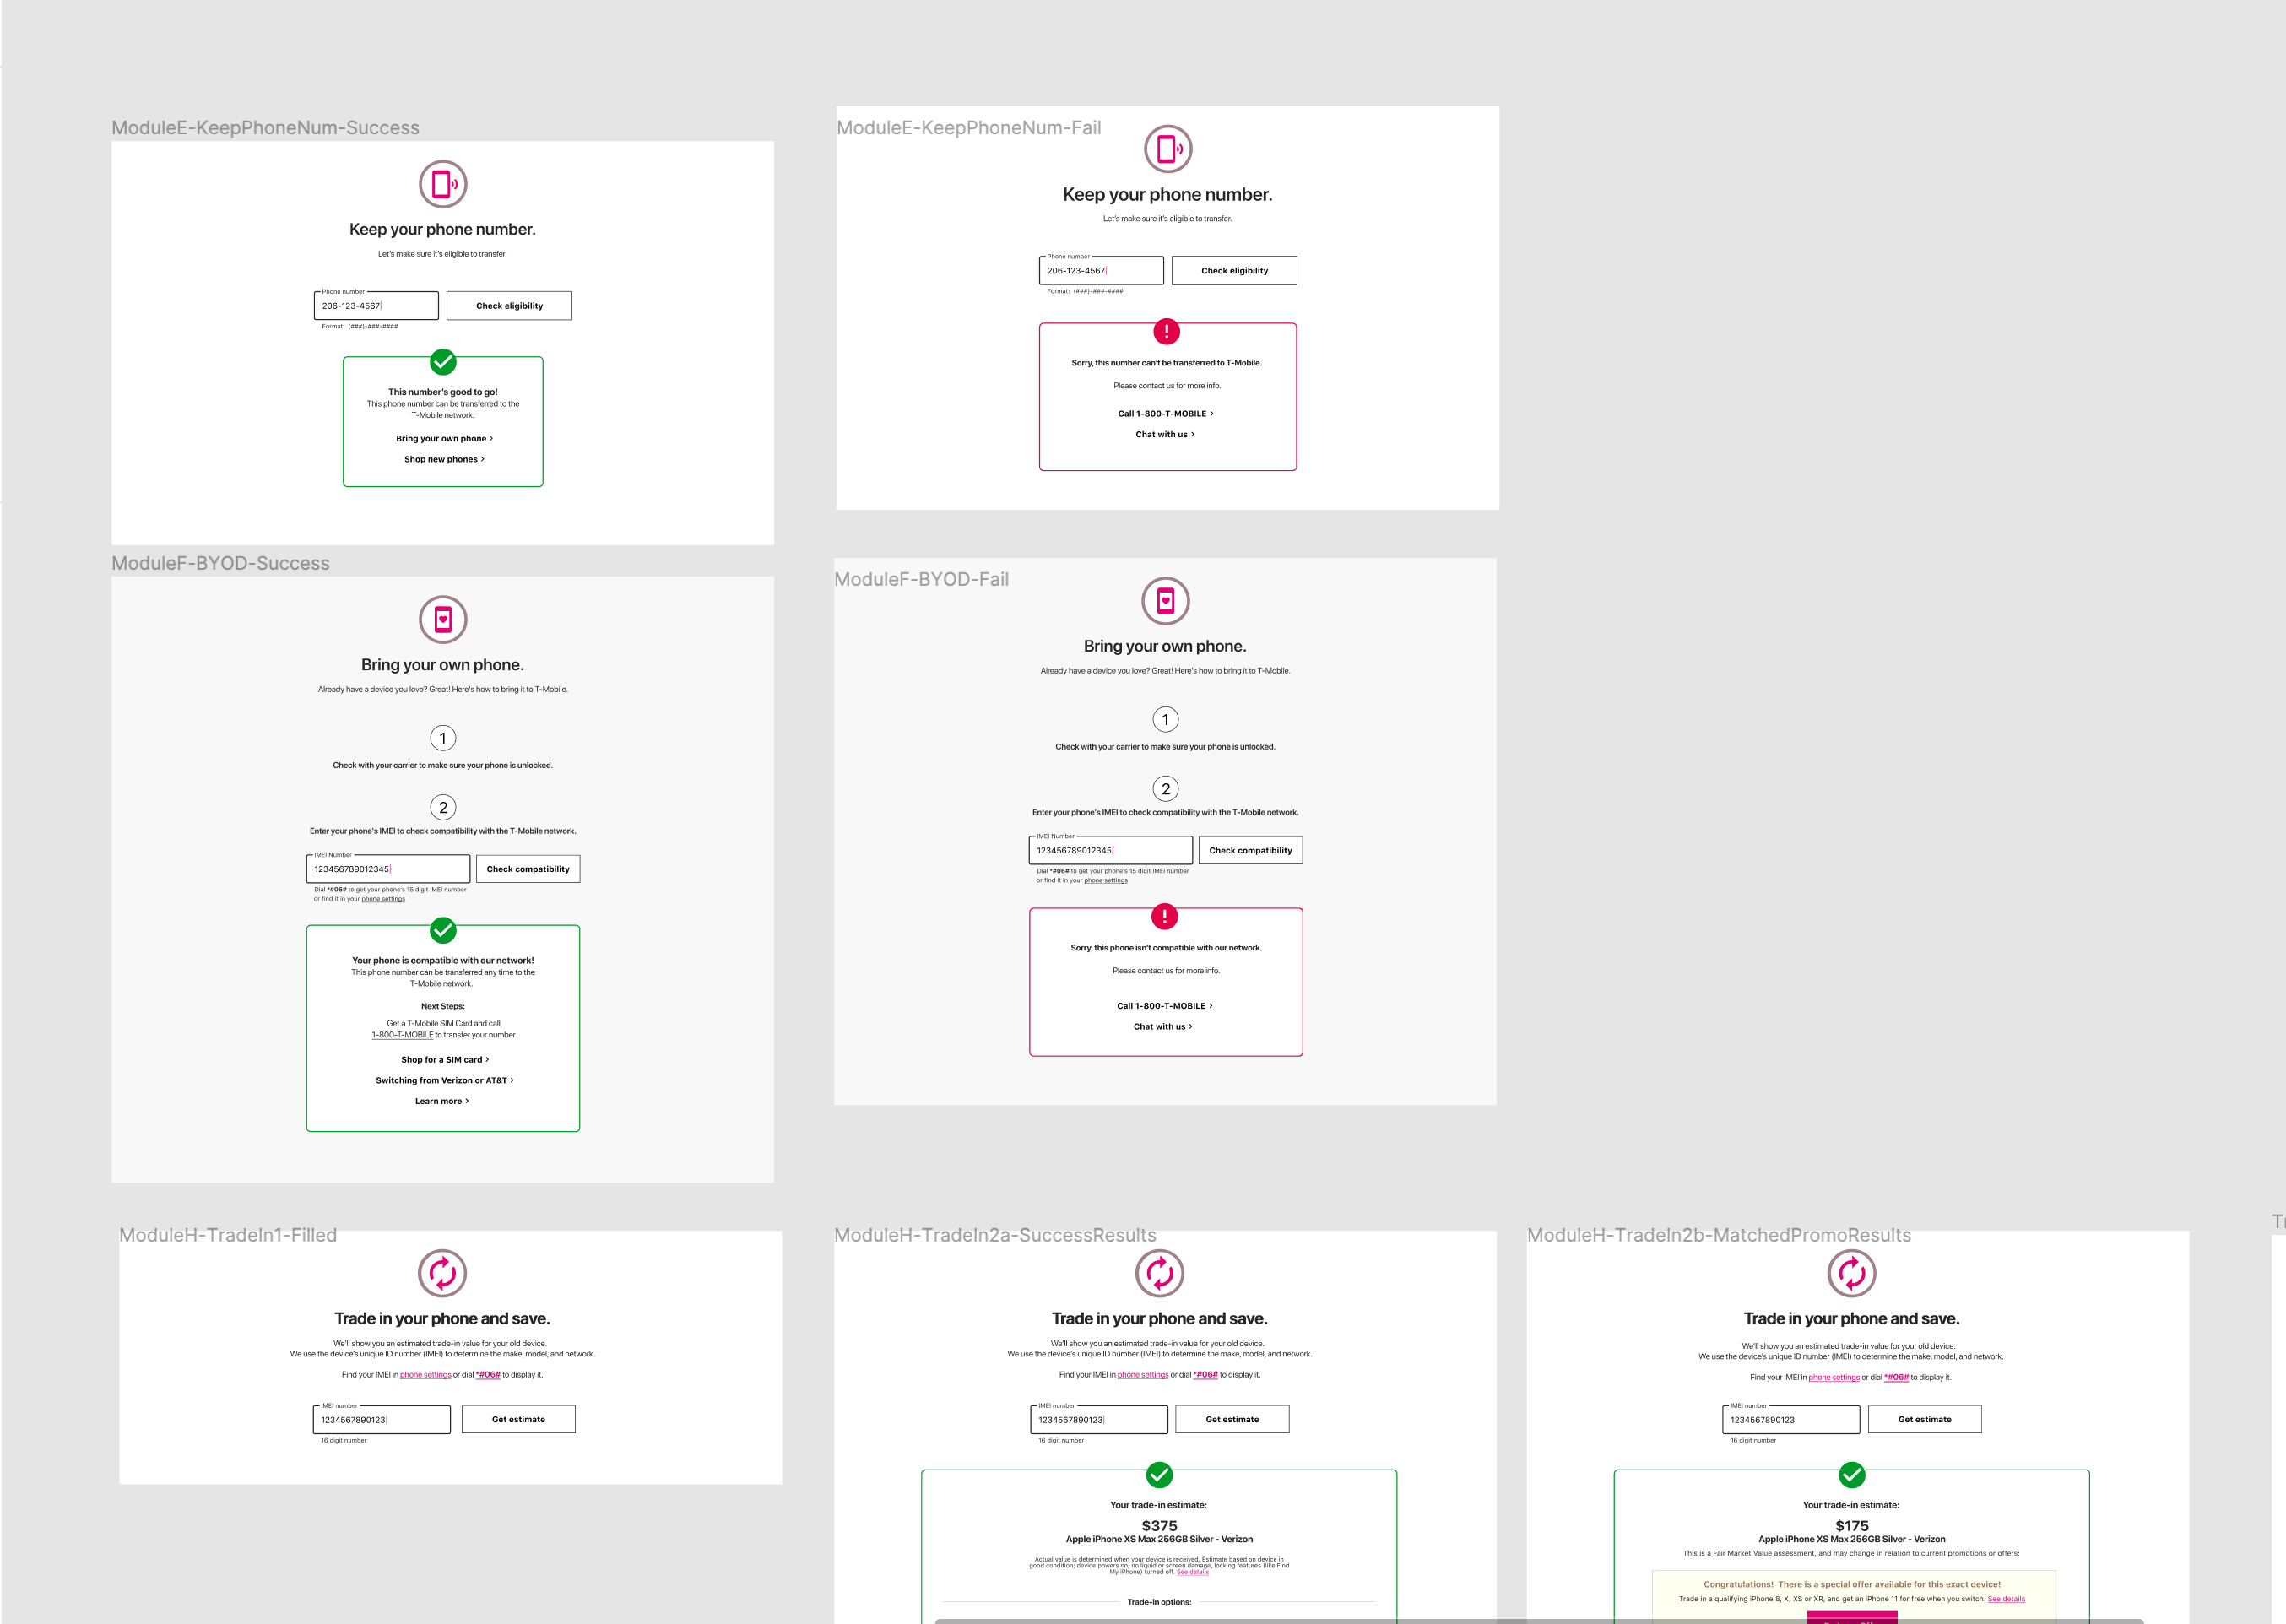 ModuleE-KeepPhoneNum-Success
Keep your phone number.
Let's make sure it's eligible to transfer.
Phone number
206-123-4567
Check eligibility
Format: (###)-###-####
This number's good to go!
This phone number can be transferred to the
T-Mobile network.
Bring your own phone >
Shop new phones >
ModuleE-KeepPhoneNum-Fail
Keep your phone number.
Let's make sure it's eligible to transfer.
Phone number
206-123-4567
Check eligibility
Format: (###)-###-####
Sorry, this number can't be transferred to T-Mobile.
Please contact us for more info.
Call 1-800-T-MOBILE >
Chat with us >
ModuleF-BYOD-Success
Bring your own phone.
Already have a device you love? Great! Here's how to bring it to T-Mobile.
1
Check with your carrier to make sure your phone is unlocked.
2
Enter your phone's IMEI to check compatibility with the T-Mobile network.
IMEI Number
123456789012345
Check compatibility
Dial *#06# to get your phone's 15 digit IMEI number
or find it in your phone settings
Your phone is compatible with our network!
This phone number can be transferred any time to the
T-Mobile network.
Next Steps:
Get a T-Mobile SIM Card and call
1-800-T-MOBILE to transfer your number
Shop for a SIM card >
Switching from Verizon or AT&T >
Learn more >
ModuleF-BYOD-Fail
Bring your own phone.
Already have a device you love? Great! Here's how to bring it to T-Mobile.
1
Check with your carrier to make sure your phone is unlocked.
2
Enter your phone's IMEI to check compatibility with the T-Mobile network.
IMEI Number
123456789012345
Check compatibility
Dial *#06# to get your phone's 15 digit IMEI number
or find it in your phone settings
Sorry, this phone isn't compatible with our network.
Please contact us for more info.
Call 1-800-T-MOBILE >
Chat with us >
ModuleH-TradeIn1-Filled
Trade in your phone and save.
We'll show you an estimated trade-in value for your old device.
We use the device's unique ID number (IMEI) to determine the make, model, and network.
Find your IMEI in phone settings or dial *#06# to display it.
IMEI number
1234567890123
Get estimate
16 digit number
ModuleH-TradeIn2a-SuccessResults
Trade in your phone and save.
We'll show you an estimated trade-in value for your old device.
We use the device's unique ID number (IMEI) to determine the make, model, and network.
Find your IMEI in phone settings or dial *#06# to display it.
IMEI number
1234567890123
Get estimate
16 digit number
Your trade-in estimate:
$375
Apple iPhone XS Max 256GB Silver - Verizon
Actual value is determined when your device is received. Estimate based on device in
good condition; device powers on, no liquid or screen damage, locking features (like Find
My iPhone) turned off. See details
Trade-in options:
ModuleH-TradeIn2b-MatchedPromoResults
Trade in your phone and save.
We'll show you an estimated trade-in value for your old device.
We use the device's unique ID number (IMEI) to determine the make, model, and network.
Find your IMEI in phone settings or dial *#06# to display it.
IMEI number
1234567890123
Get estimate
16 digit number
Your trade-in estimate:
$175
Apple iPhone XS Max 256GB Silver - Verizon
This is a Fair Market Value assessment, and may change in relation to current promotions or offers:
Congratulations! There is a special offer available for this exact device!
Trade in a qualifying iPhone 8, X, XS or XR, and get an iPhone 11 for free when you switch. See details